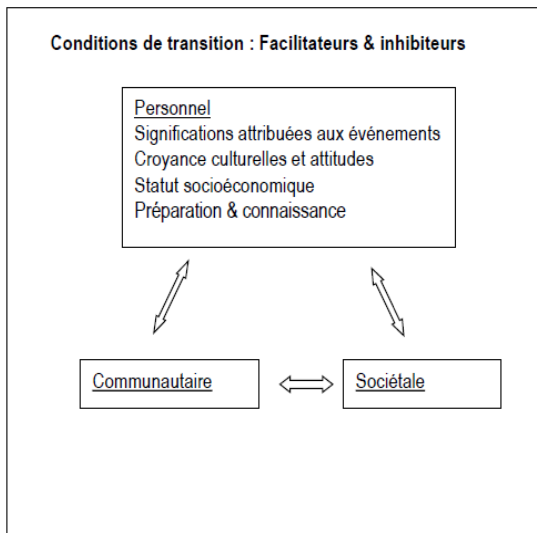 Conditions de transition : Facilitateurs & inhibiteurs
Personnel
Significations attribuées aux événements
Croyance culturelles et attitudes
Statut socioéconomique
Préparation & connaissance
Communautaire
Sociétale